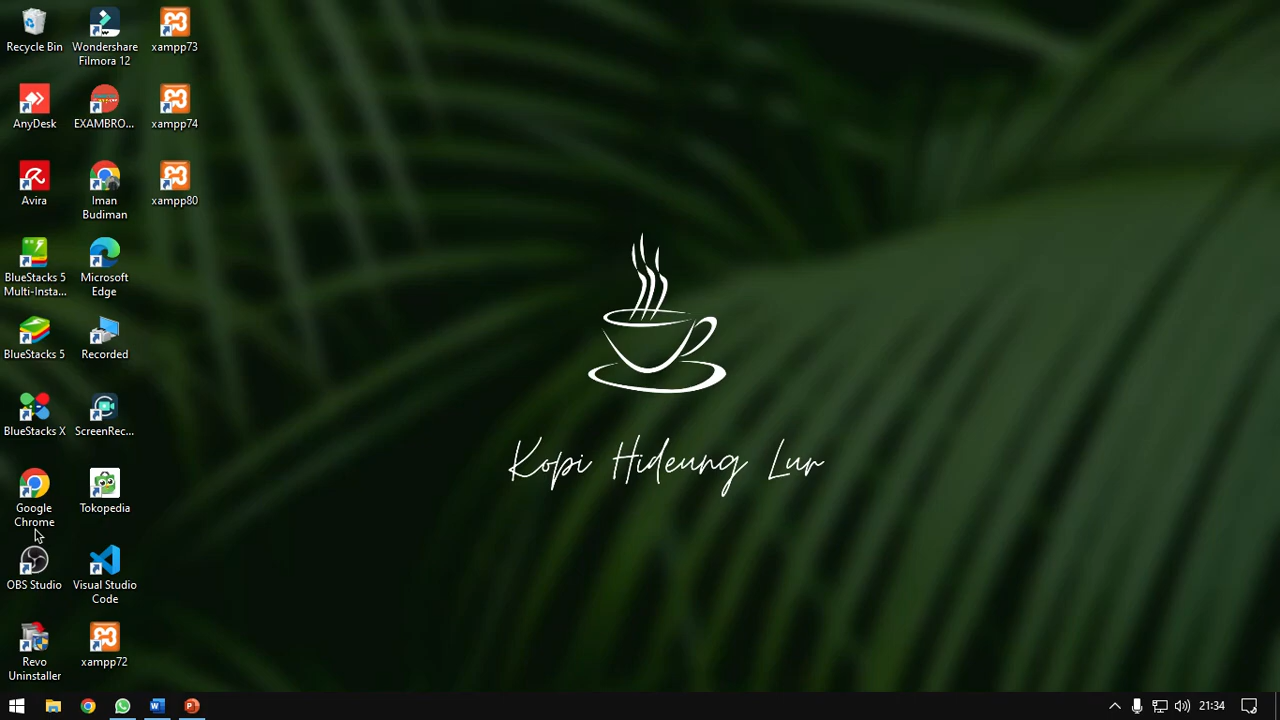 Recycle Bin
Wondershare
Filmora 12
xampp73
AnyDesk
EXAMBRO...
xampp74
Avira
Iman
Budiman
xampp80
BlueStacks 5
Multi-Insta...
Microsoft
Edge
BlueStacks 5
Recorded
BlueStacks X
ScreenRec...
Google
Chrome
Tokopedia
OBS Studio
Visual Studio
Code
Revo
Uninstaller
xampp72
Kopi Hideung Lur
21:34